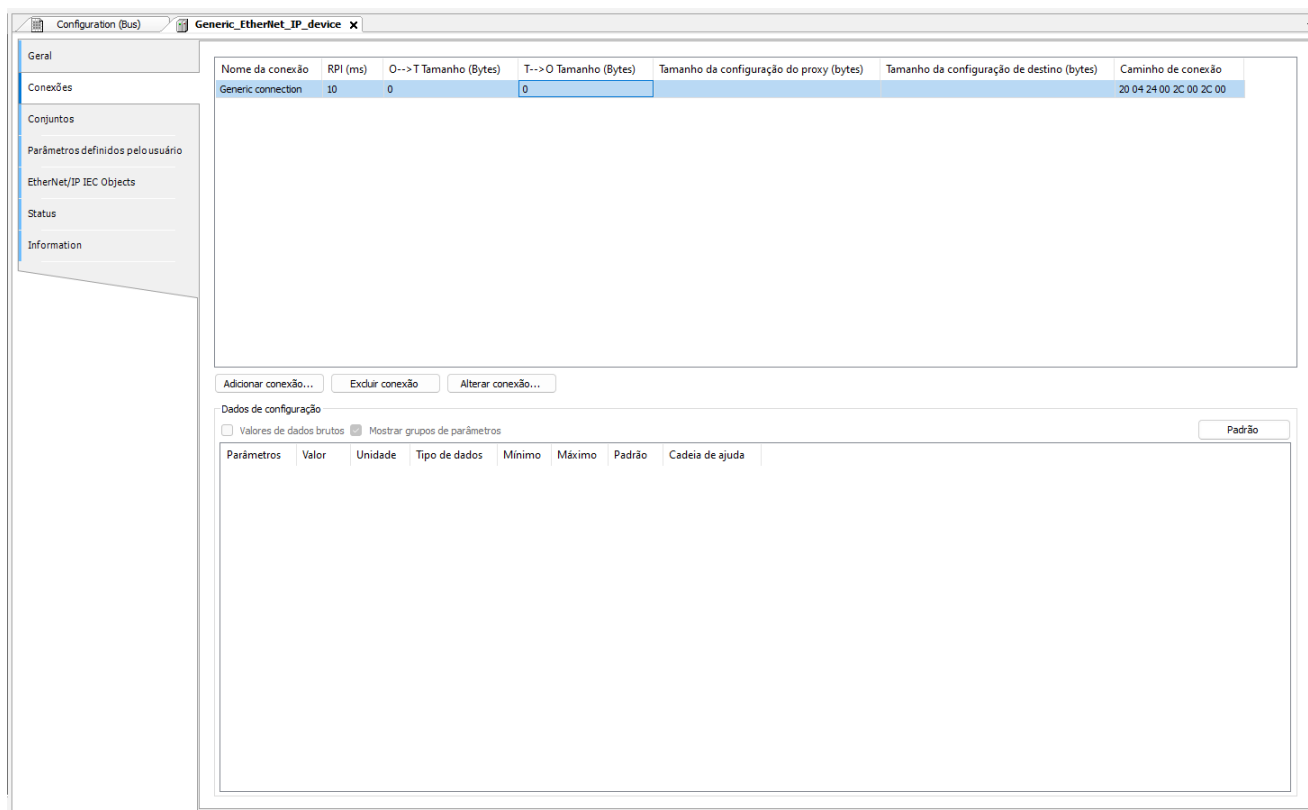 Configuration (Bus) Generic_EtherNet_IP_device x
Geral
Conexões
Conjuntos
Parâmetros definidos pelo usuário
EtherNet/IP IEC Objects
Status
Information
Nome da conexão RPI (ms) O-->T Tamanho (Bytes) T-->O Tamanho (Bytes) Tamanho da configuração do proxy (bytes) Tamanho da configuração de destino (bytes) Caminho de conexão
Generic connection 10 0 0 20 04 24 00 2C 00 2C 00
Adicionar conexão... Excluir conexão Alterar conexão...
Dados de configuração
Valores de dados brutos Mostrar grupos de parâmetros Padrão
Parâmetros Valor Unidade Tipo de dados Mínimo Máximo Padrão Cadeia de ajuda